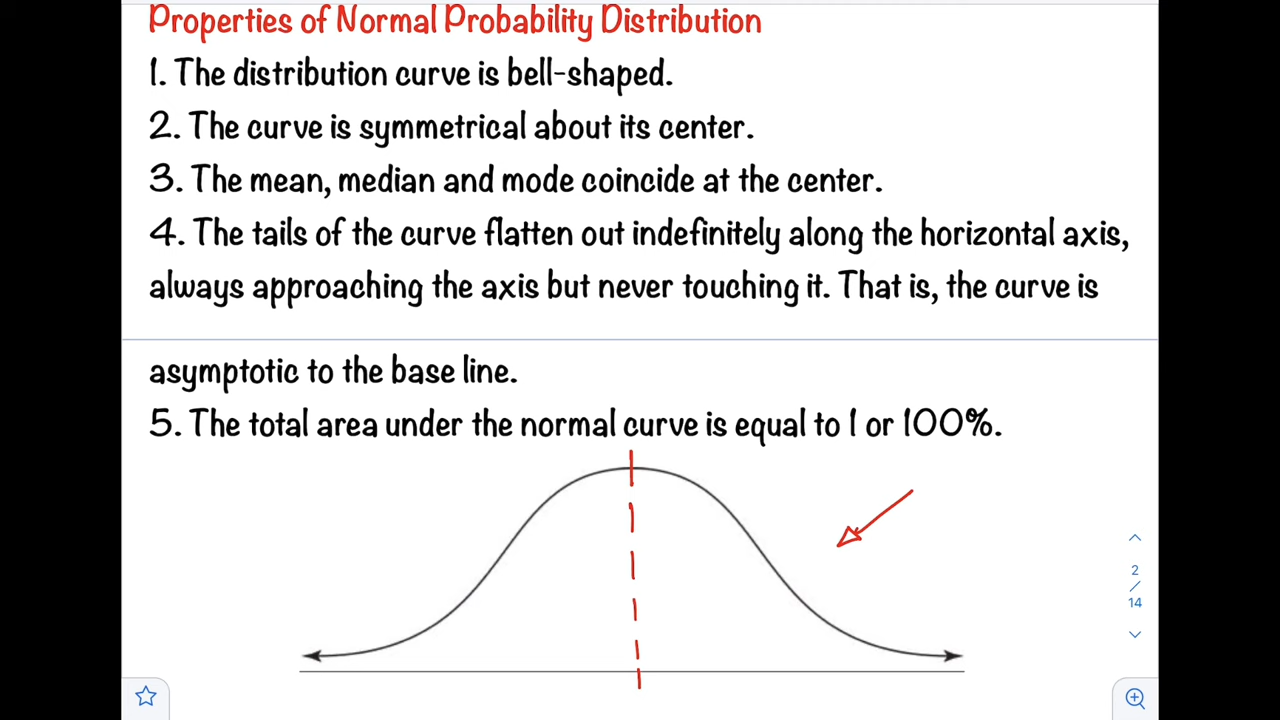 Properties of Normal Probability Distribution
1. The distribution curve is bell-shaped.
2. The curve is symmetrical about its center.
3. The mean, median and mode coincide at the center.
4. The tails of the curve flatten out indefinitely along the horizontal axis,
always approaching the axis but never touching it. That is, the curve is
asymptotic to the base line.
5. The total area under the normal curve is equal to 1 or 100%.
2
/
14